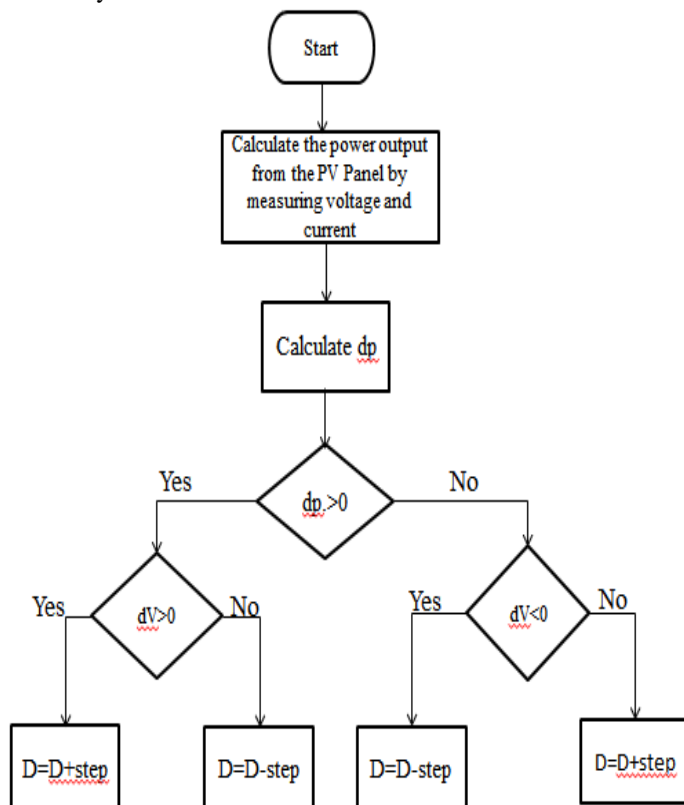 Start
Calculate the power output
from the PV Panel by
measuring voltage and
current
Calculate dp
Yes
dp.>0
No
Yes
dV>0
No
Yes
dV<0
No
D=D+step
D=D-step
D=D-step
D=D+step